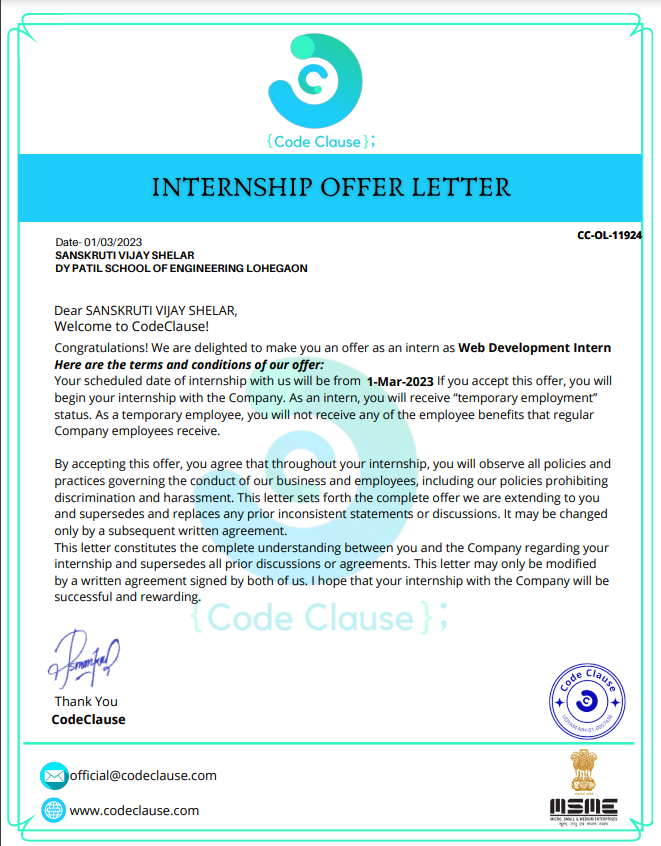 {Code Clause};
INTERNSHIP OFFER LETTER
CC-OL-11924
Date- 01/03/2023
SANSKRUTI VIJAY SHELAR
DY PATIL SCHOOL OF ENGINEERING LOHEGAON
Dear SANSKRUTI VIJAY SHELAR,
Welcome to CodeClause!
Congratulations! We are delighted to make you an offer as an intern as Web Development Intern
Here are the terms and conditions of our offer:
Your scheduled date of internship with us will be from 1-Mar-2023 If you accept this offer, you will
begin your internship with the Company. As an intern, you will receive “temporary employment”
status. As a temporary employee, you will not receive any of the employee benefits that regular
Company employees receive.
By accepting this offer, you agree that throughout your internship, you will observe all policies and
practices governing the conduct of our business and employees, including our policies prohibiting
discrimination and harassment. This letter sets forth the complete offer we are extending to you
and supersedes and replaces any prior inconsistent statements or discussions. It may be changed
only by a subsequent written agreement.
This letter constitutes the complete understanding between you and the Company regarding your
internship and supersedes all prior discussions or agreements. This letter may only be modified
by a written agreement signed by both of us. I hope that your internship with the Company will be
successful and rewarding.
{Code Clause};
Thank You
CodeClause
Code Clause
official@codeclause.com
www.codeclause.com
MSME
MICRO, SMALL & MEDIUM ENTERPRISES
सूक्ष्म, लघु एवं मध्यम उद्यम